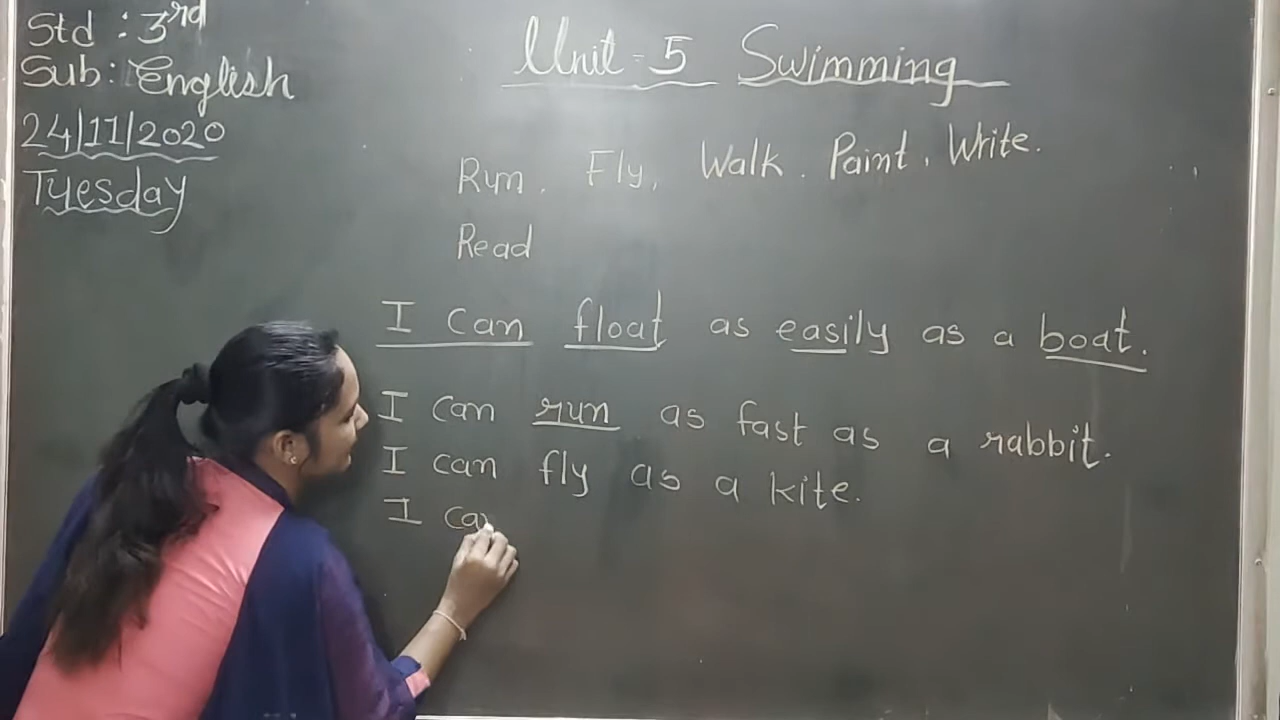 Std : 3rd
Sub: English
24/11/2020
Tuesday
Unit-5 Swimming
Run. Fly, Walk. Paint, Write.
Read
I can float as easily as a boat.
I can run as fast as a rabbit.
I can fly as a kite.
I ca